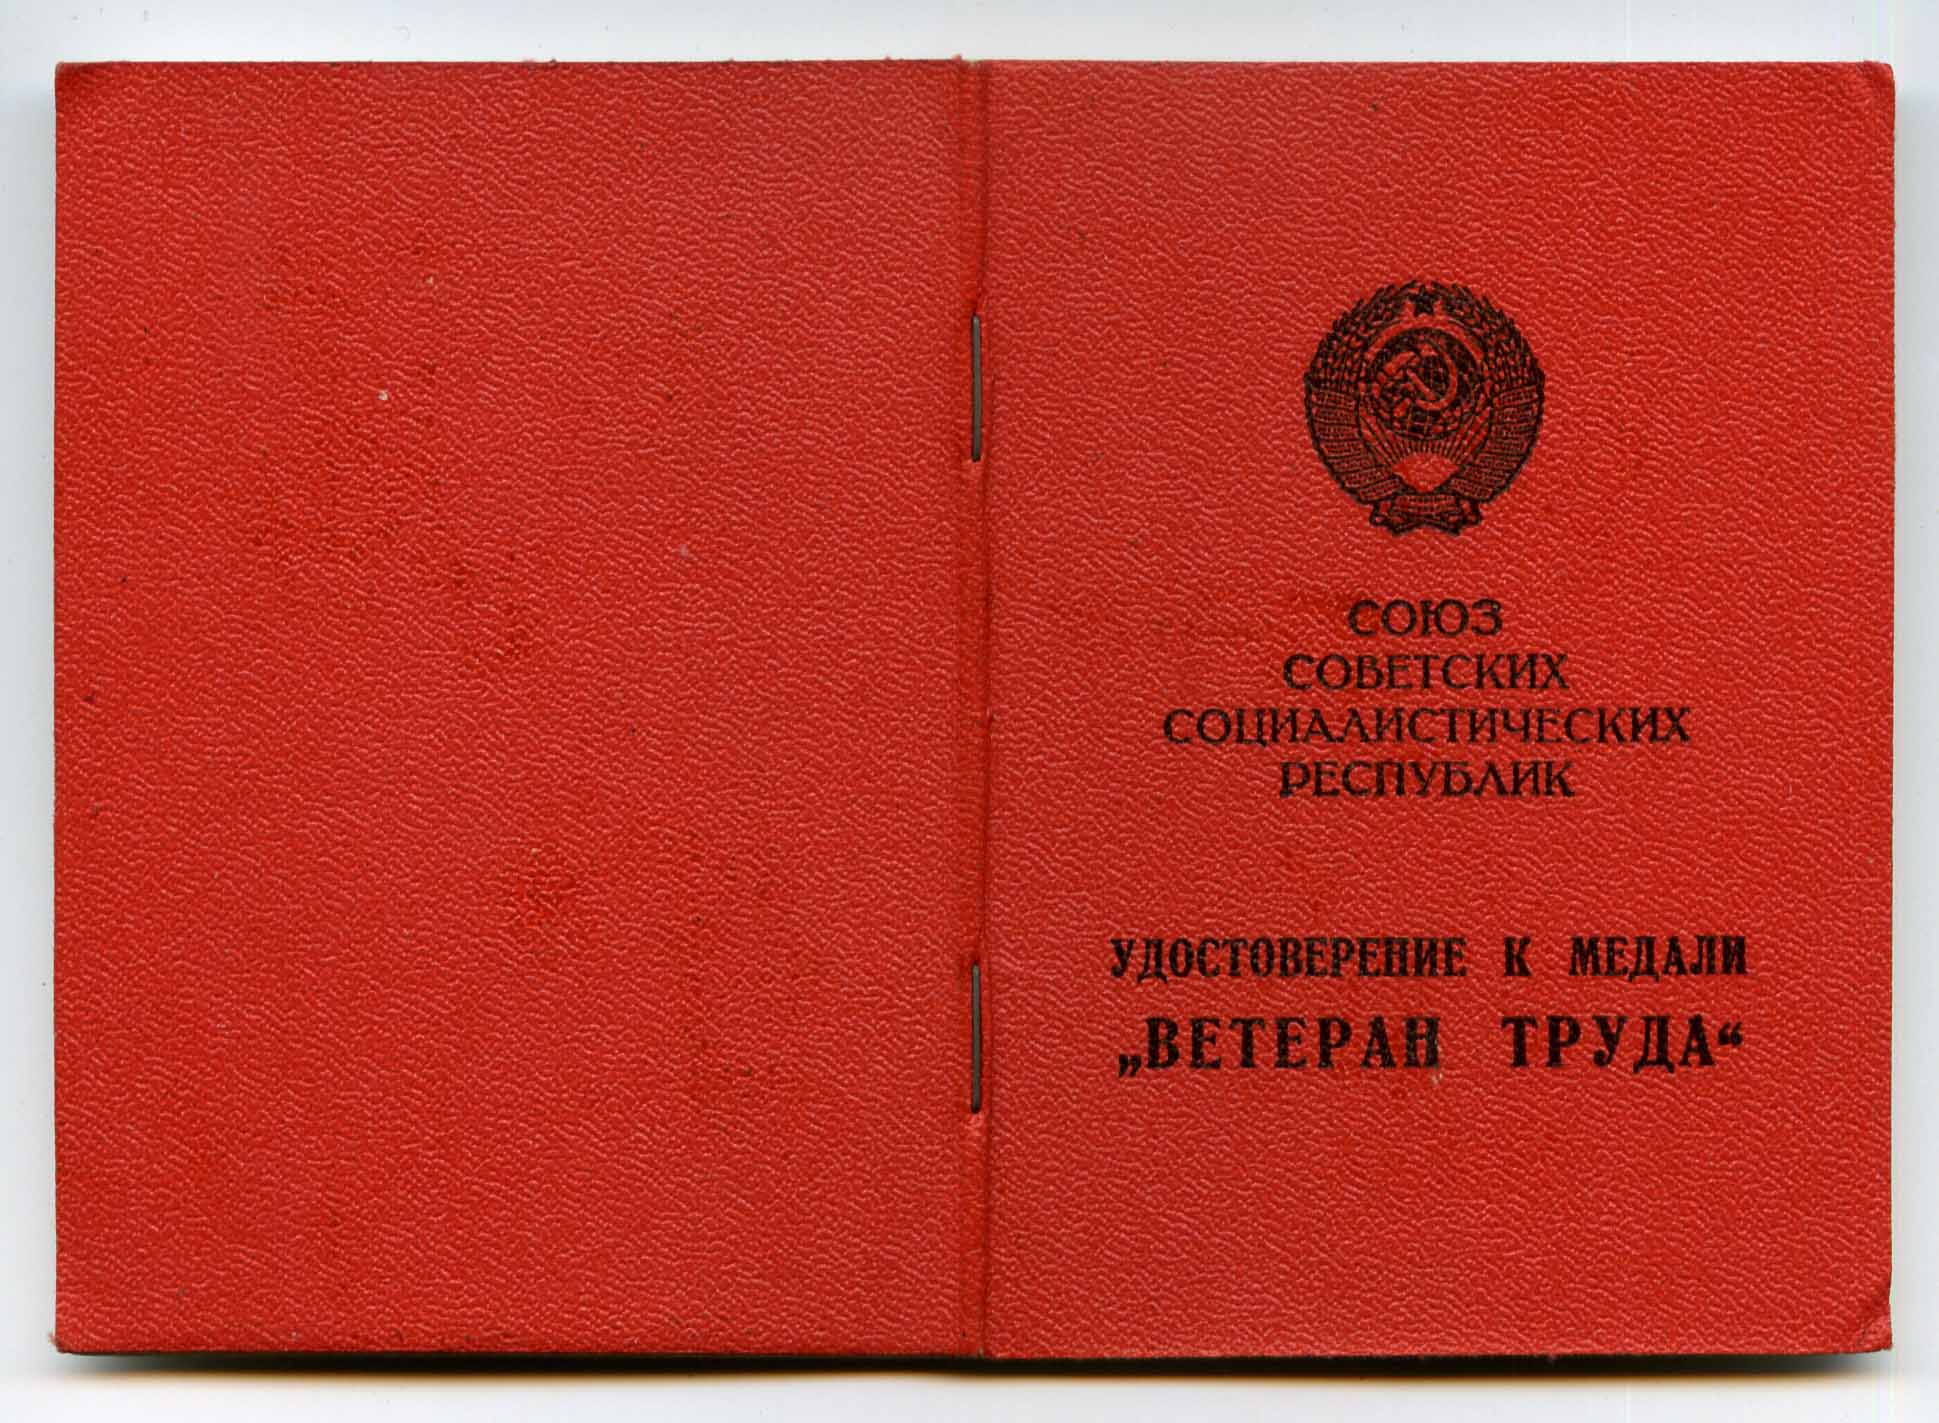 СОЮЗ
СОВЕТСКИХ
СОЦИАЛИСТИЧЕСКИХ
РЕСПУБЛИК
УДОСТОВЕРЕНИЕ К МЕДАЛИ
„ВЕТЕРАН ТРУДА“